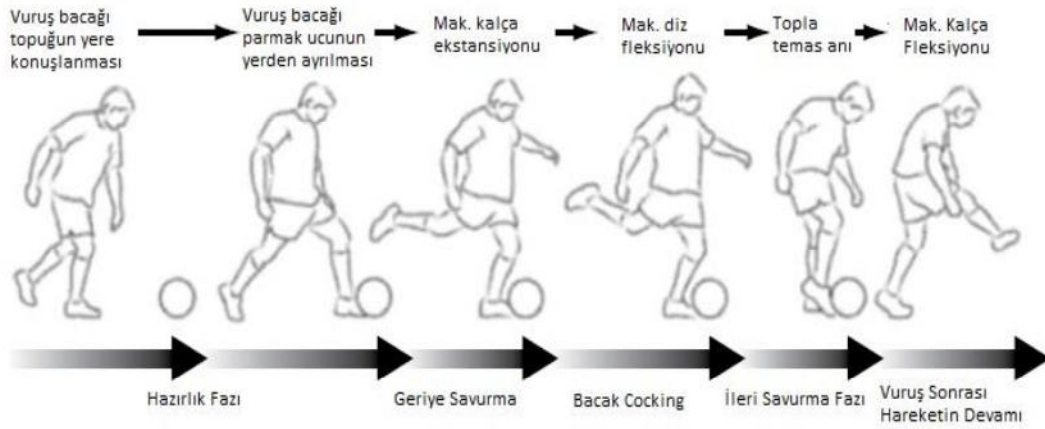 Vuruş bacağı
topuğun yere
konuşlanması
Vuruş bacağı
parmak ucunun
yerden ayrılması
Mak. kalça
ekstansiyonu
Mak. diz
fleksiyonu
Topla
temas anı
Mak. Kalça
Fleksiyonu
Hazırlık Fazı
Geriye Savurma
Bacak Cocking
İleri Savurma Fazı
Vuruş Sonrası
Hareketin Devamı